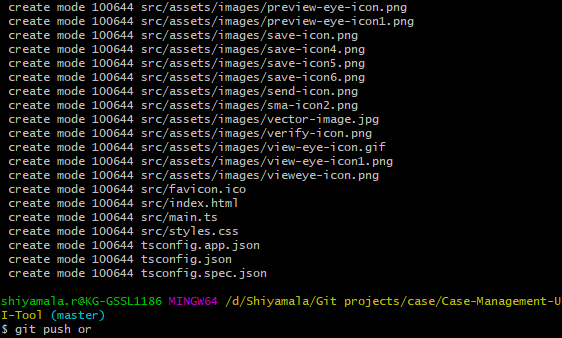 create mode 100644 src/assets/images/preview-eye-icon.png
create mode 100644 src/assets/images/preview-eye-icon1.png
create mode 100644 src/assets/images/save-icon.png
create mode 100644 src/assets/images/save-icon4.png
create mode 100644 src/assets/images/save-icon5.png
create mode 100644 src/assets/images/save-icon6.png
create mode 100644 src/assets/images/send-icon.png
create mode 100644 src/assets/images/sma-icon2.png
create mode 100644 src/assets/images/vector-image.jpg
create mode 100644 src/assets/images/verify-icon.png
create mode 100644 src/assets/images/view-eye-icon.gif
create mode 100644 src/assets/images/view-eye-icon1.png
create mode 100644 src/assets/images/vieweye-icon.png
create mode 100644 src/favicon.ico
create mode 100644 src/index.html
create mode 100644 src/main.ts
create mode 100644 src/styles.css
create mode 100644 tsconfig.app.json
create mode 100644 tsconfig.json
create mode 100644 tsconfig.spec.json
shiyamala.r@KG-GSSL1186 MINGW64 /d/Shiyamala/Git projects/case/Case-Management-U
I-Tool (master)
$ git push or